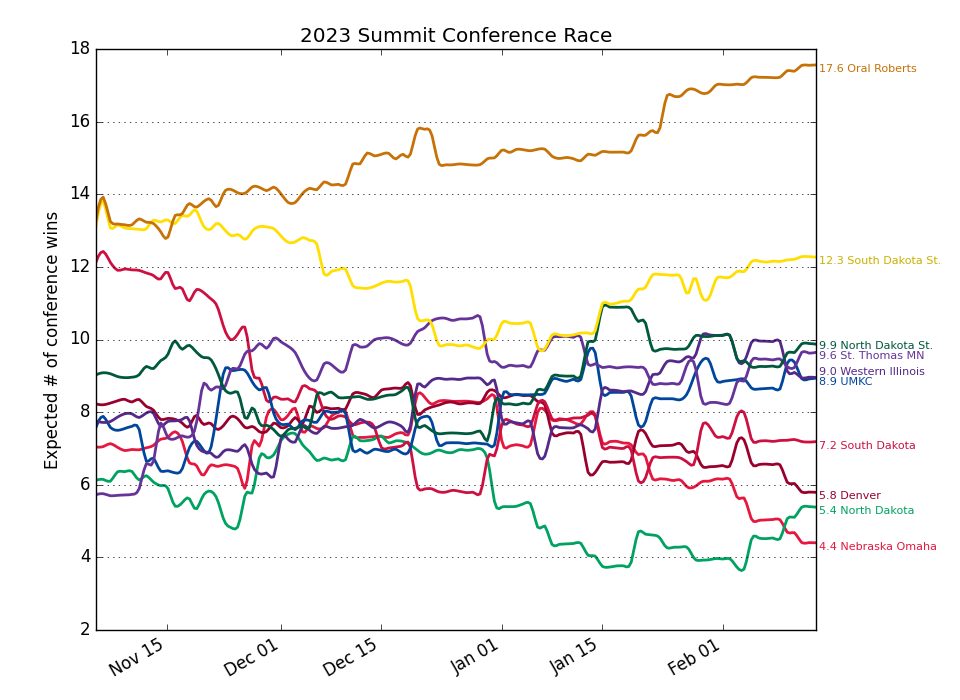 2023 Summit Conference Race
Expected # of conference wins
18
16
14
12
10
8
6
4
2
Nov 15
Dec 01
Dec 15
Jan 01
Jan 15
Feb 01
17.6 Oral Roberts
12.3 South Dakota St.
9.9 North Dakota St.
9.6 St. Thomas MN
9.0 Western Illinois
8.9 UMKC
7.2 South Dakota
5.8 Denver
5.4 North Dakota
4.4 Nebraska Omaha